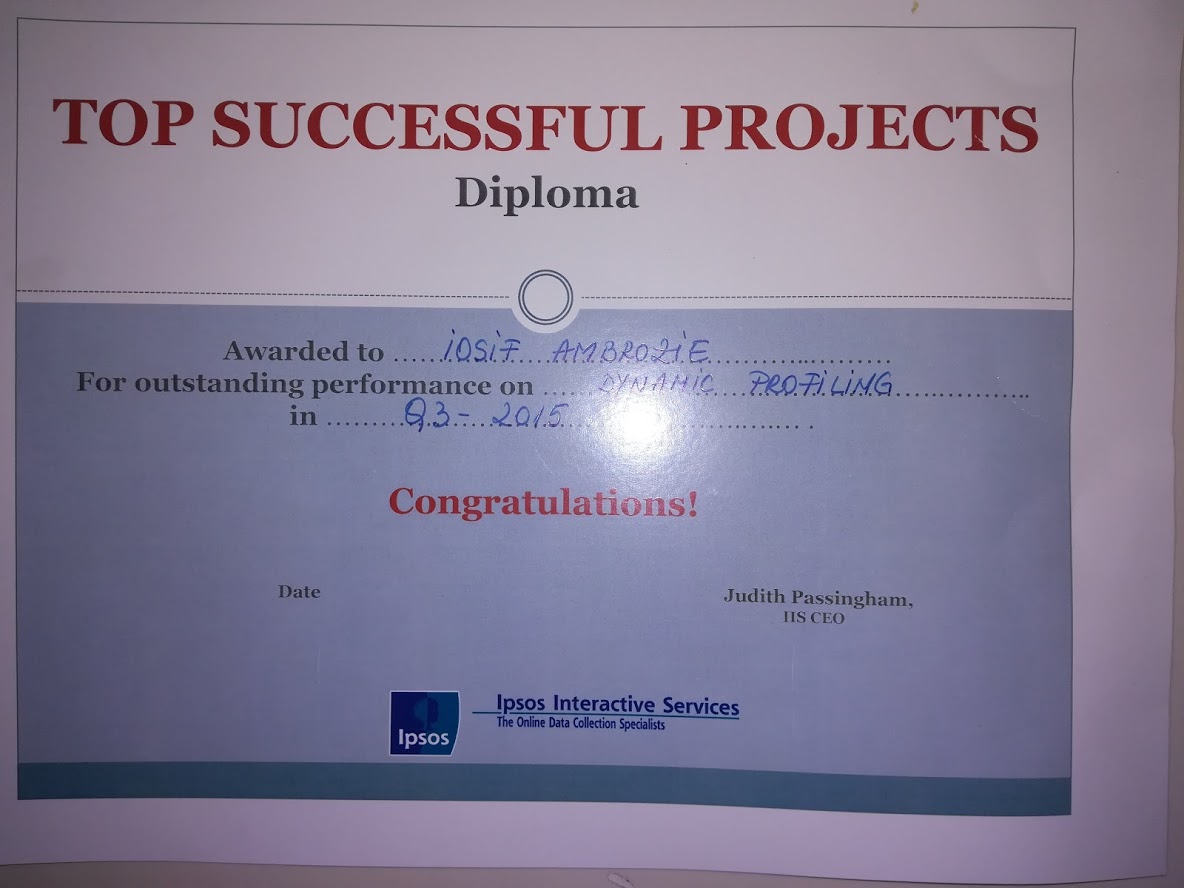 TOP SUCCESSFUL PROJECTS
Diploma
Awarded to ......IOSIF...AMBROZIE.........................
For outstanding performance on .......DYNAMIC...PROFILING..................
in .........Q3-...2015............................
Congratulations!
Date
Judith Passingham,
IIS CEO
Ipsos
Ipsos Interactive Services
The Online Data Collection Specialists